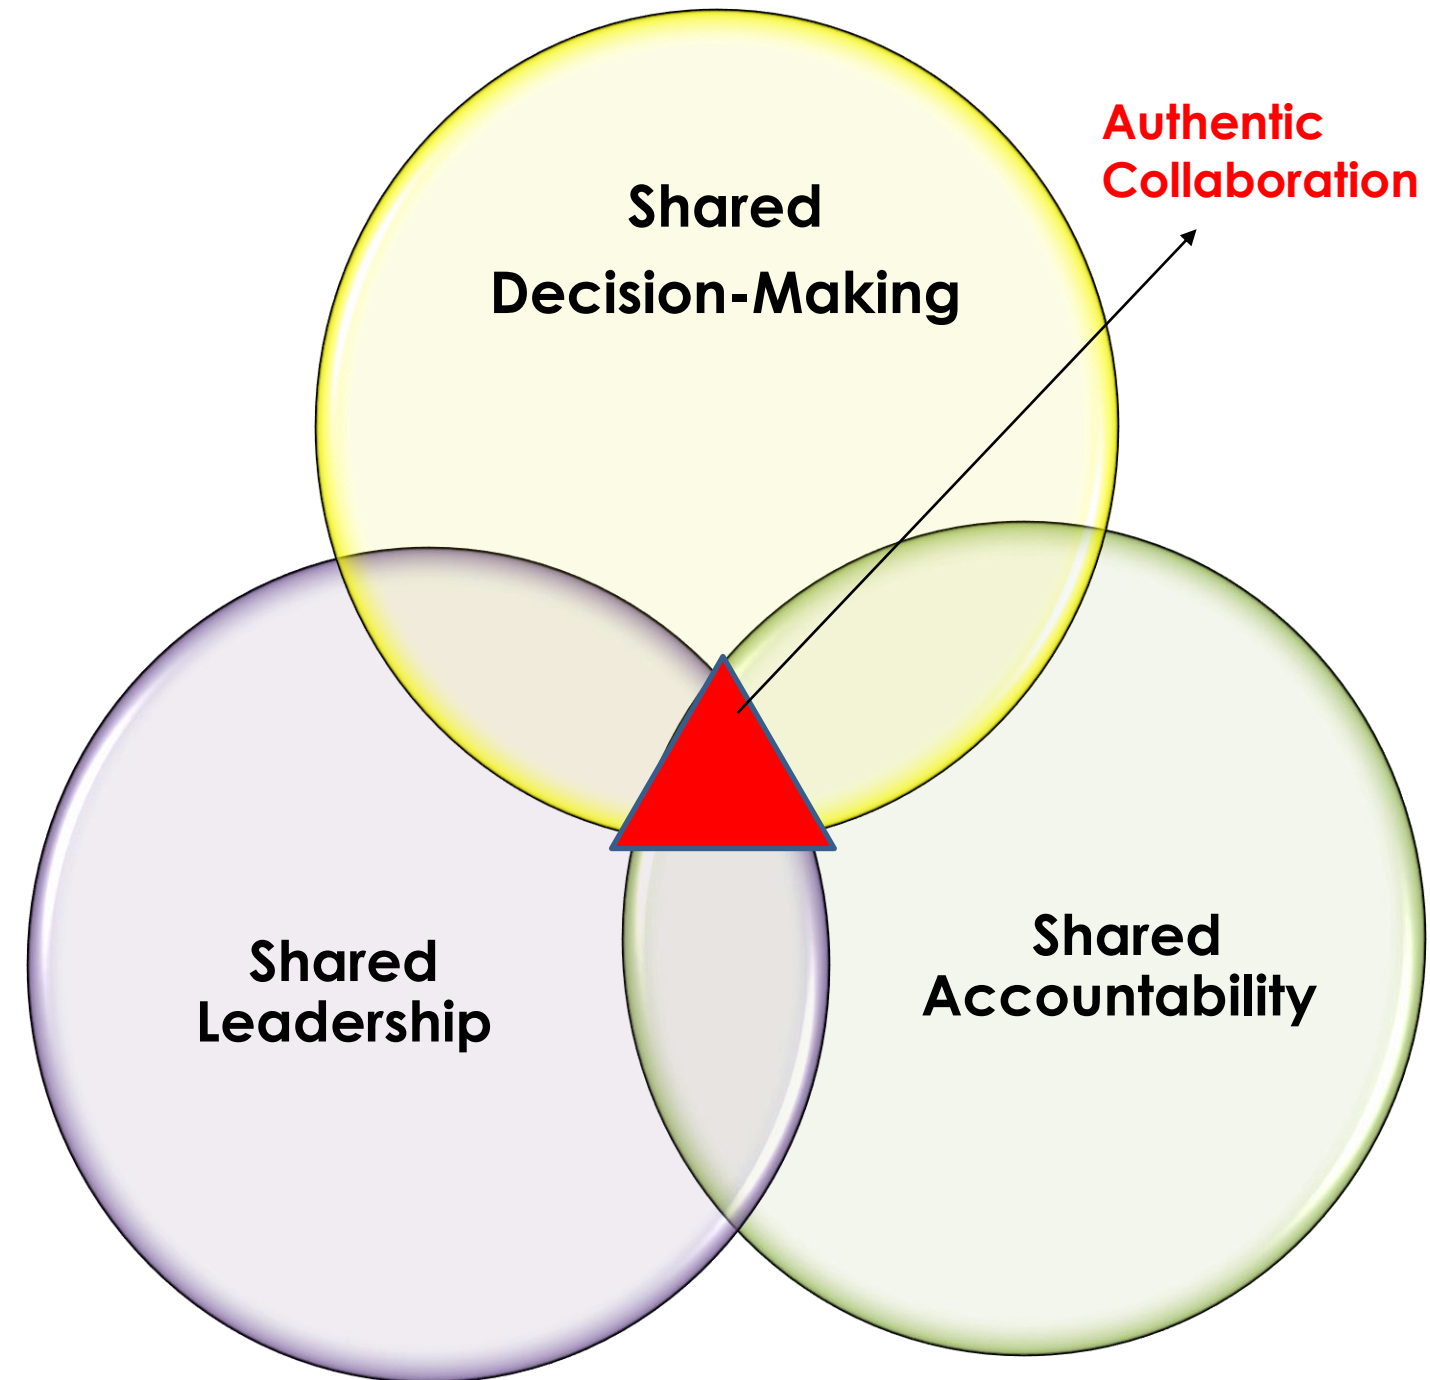 Authentic
Collaboration
Shared
Decision-Making
Shared
Leadership
Shared
Accountability